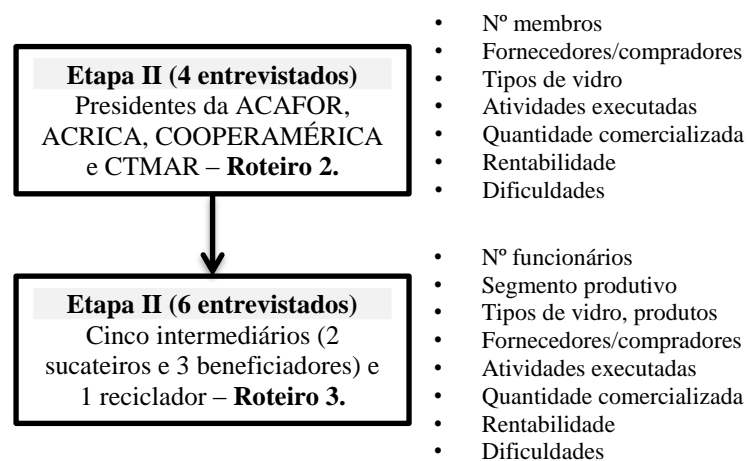 Etapa II (4 entrevistados)
Presidentes da ACAFOR,
ACRICA, COOPERAMÉRICA
e CTMAR – Roteiro 2.
• Nº membros
• Fornecedores/compradores
• Tipos de vidro
• Atividades executadas
• Quantidade comercializada
• Rentabilidade
• Dificuldades
Etapa II (6 entrevistados)
Cinco intermediários (2
sucateiros e 3 beneficiadores) e
1 reciclador – Roteiro 3.
• Nº funcionários
• Segmento produtivo
• Tipos de vidro, produtos
• Fornecedores/compradores
• Atividades executadas
• Quantidade comercializada
• Rentabilidade
• Dificuldades